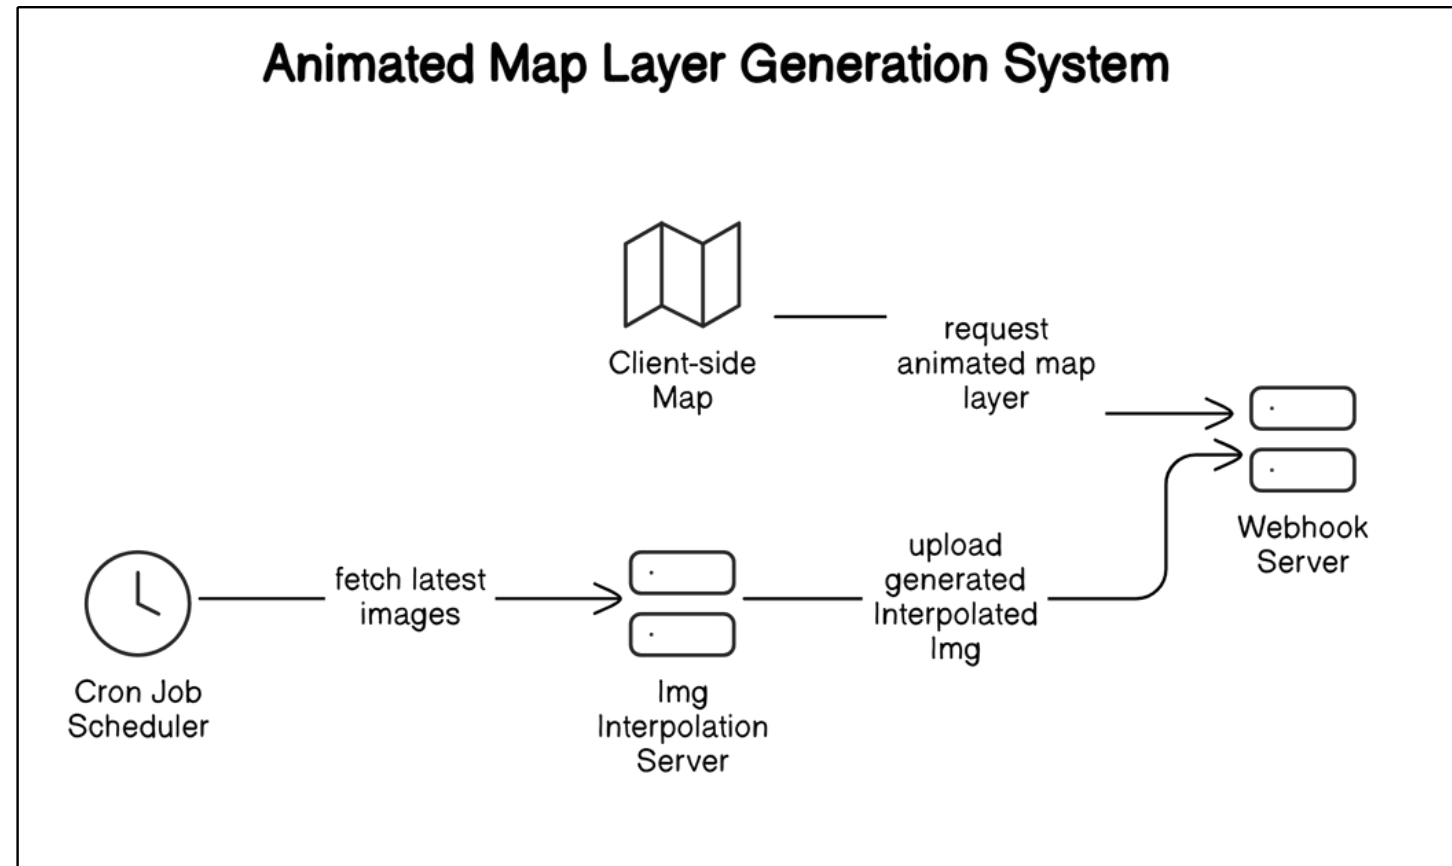 Animated Map Layer Generation System
Client-side
Map
request
animated map
layer
Webhook
Server
fetch latest
images
upload
generated
Interpolated
Img
Cron Job
Scheduler
Img
Interpolation
Server